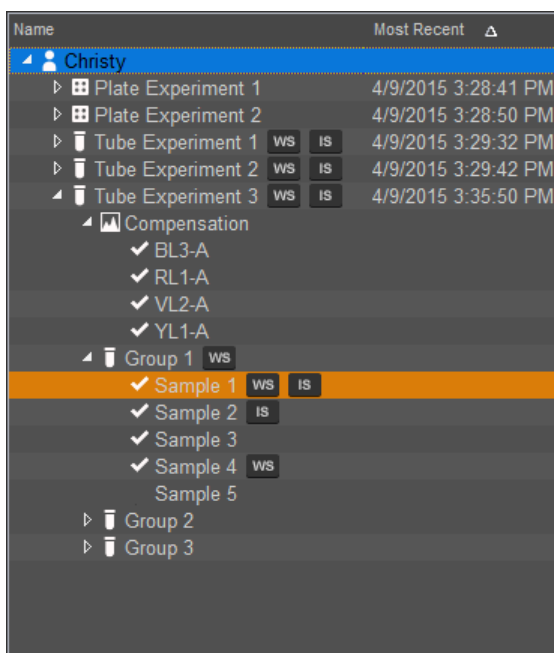 Name Most Recent
Christy
Plate Experiment 1 4/9/2015 3:28:41 PM
Plate Experiment 2 4/9/2015 3:28:50 PM
Tube Experiment 1 WS IS 4/9/2015 3:29:32 PM
Tube Experiment 2 WS IS 4/9/2015 3:29:42 PM
Tube Experiment 3 WS IS 4/9/2015 3:35:50 PM
Compensation
BL3-A
RL1-A
VL2-A
YL1-A
Group 1 WS
Sample 1 WS IS
Sample 2 IS
Sample 3
Sample 4 WS
Sample 5
Group 2
Group 3